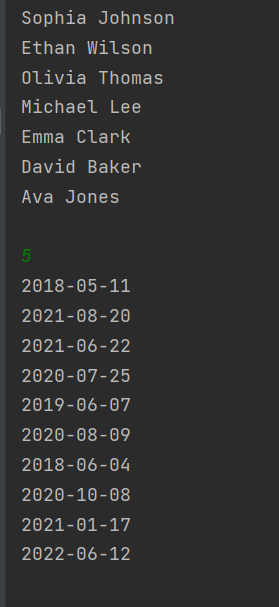 Sophia Johnson
Ethan Wilson
Olivia Thomas
Michael Lee
Emma Clark
David Baker
Ava Jones
5
2018-05-11
2021-08-20
2021-06-22
2020-07-25
2019-06-07
2020-08-09
2018-06-04
2020-10-08
2021-01-17
2022-06-12